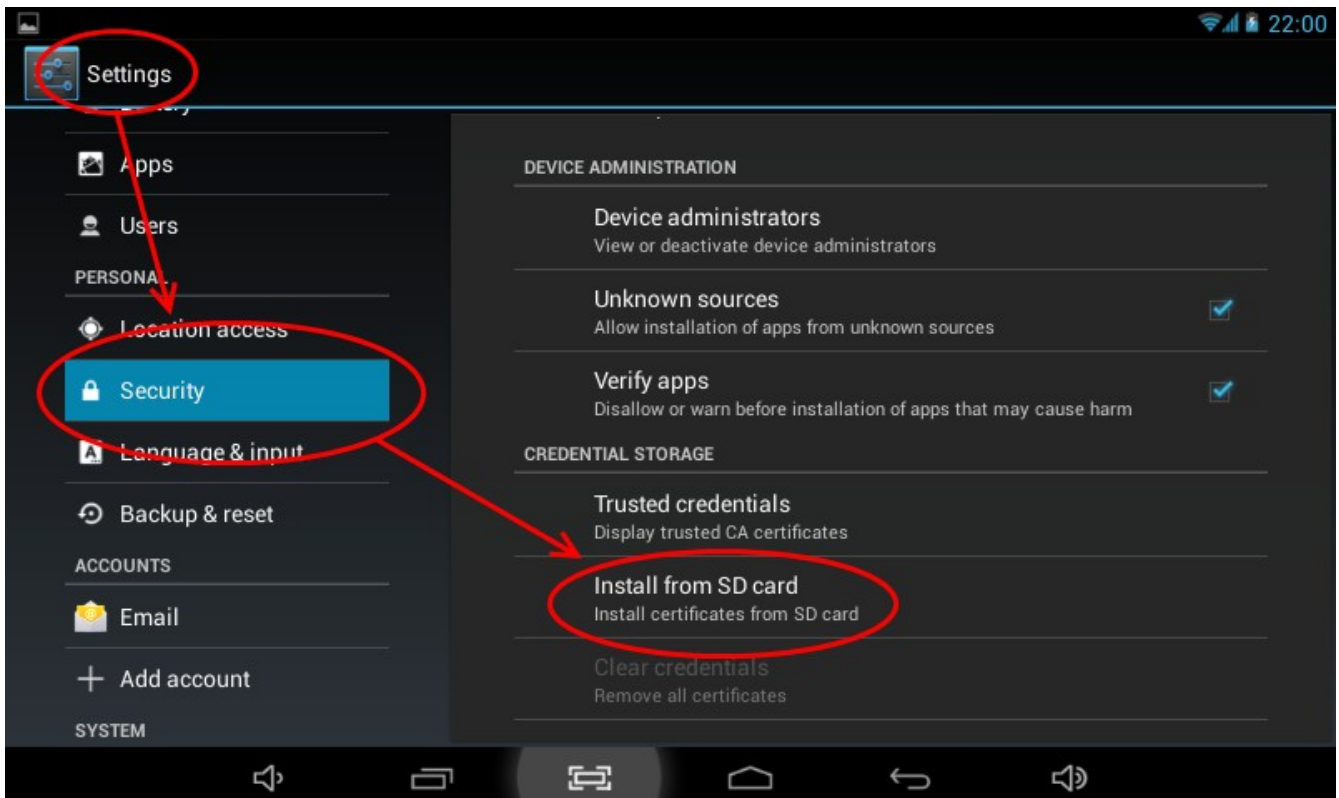 22:00
Settings
Apps
Users
PERSONAL
Location access
Security
Language & input
Backup & reset
ACCOUNTS
Email
Add account
SYSTEM
DEVICE ADMINISTRATION
Device administrators
View or deactivate device administrators
Unknown sources
Allow installation of apps from unknown sources
Verify apps
Disallow or warn before installation of apps that may cause harm
CREDENTIAL STORAGE
Trusted credentials
Display trusted CA certificates
Install from SD card
Install certificates from SD card
Clear credentials
Remove all certificates